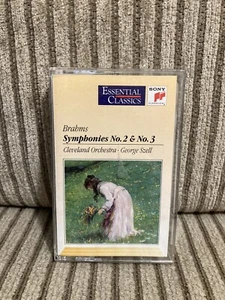 ESSENTIAL
CLASSICS
SONY
Brahms
Symphonies No. 2 & No. 3
Cleveland Orchestra · George Szell